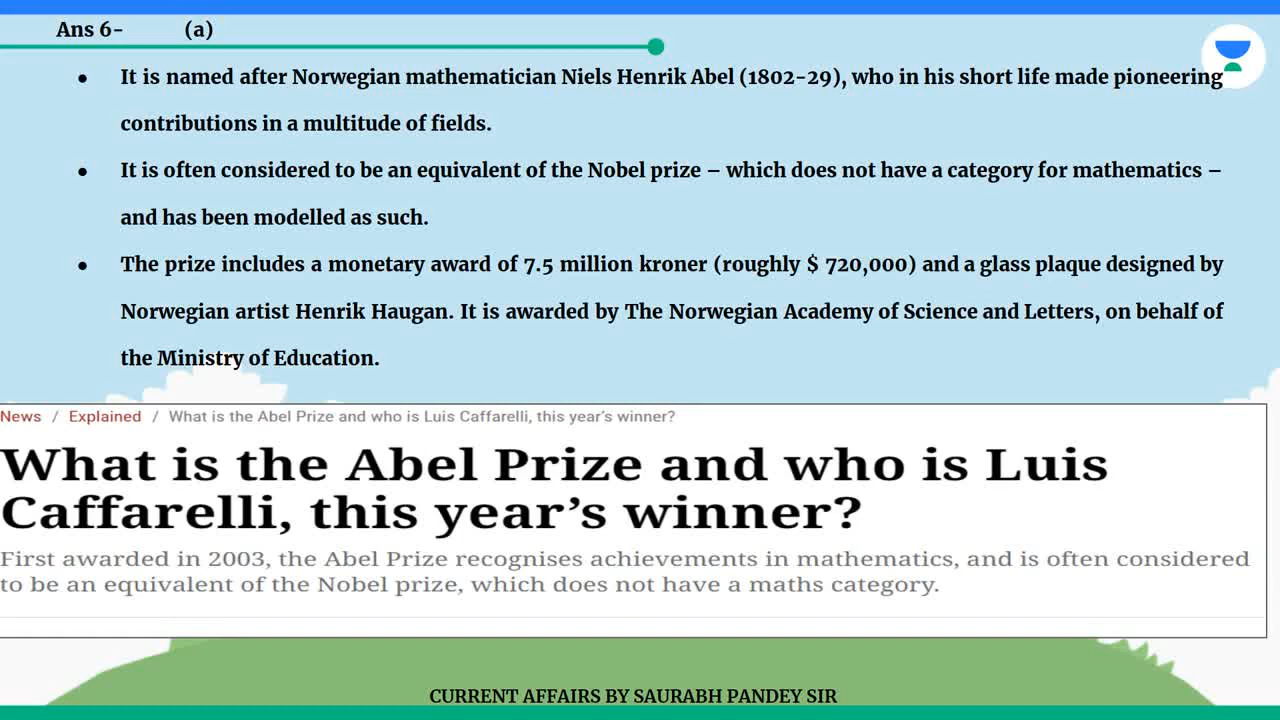 Ans 6- (a)
● It is named after Norwegian mathematician Niels Henrik Abel (1802-29), who in his short life made pioneering
contributions in a multitude of fields.
● It is often considered to be an equivalent of the Nobel prize – which does not have a category for mathematics –
and has been modelled as such.
● The prize includes a monetary award of 7.5 million kroner (roughly $ 720,000) and a glass plaque designed by
Norwegian artist Henrik Haugan. It is awarded by The Norwegian Academy of Science and Letters, on behalf of
the Ministry of Education.
News / Explained / What is the Abel Prize and who is Luis Caffarelli, this year's winner?
What is the Abel Prize and who is Luis
Caffarelli, this year’s winner?
First awarded in 2003, the Abel Prize recognises achievements in mathematics, and is often considered
to be an equivalent of the Nobel prize, which does not have a maths category.
CURRENT AFFAIRS BY SAURABH PANDEY SIR